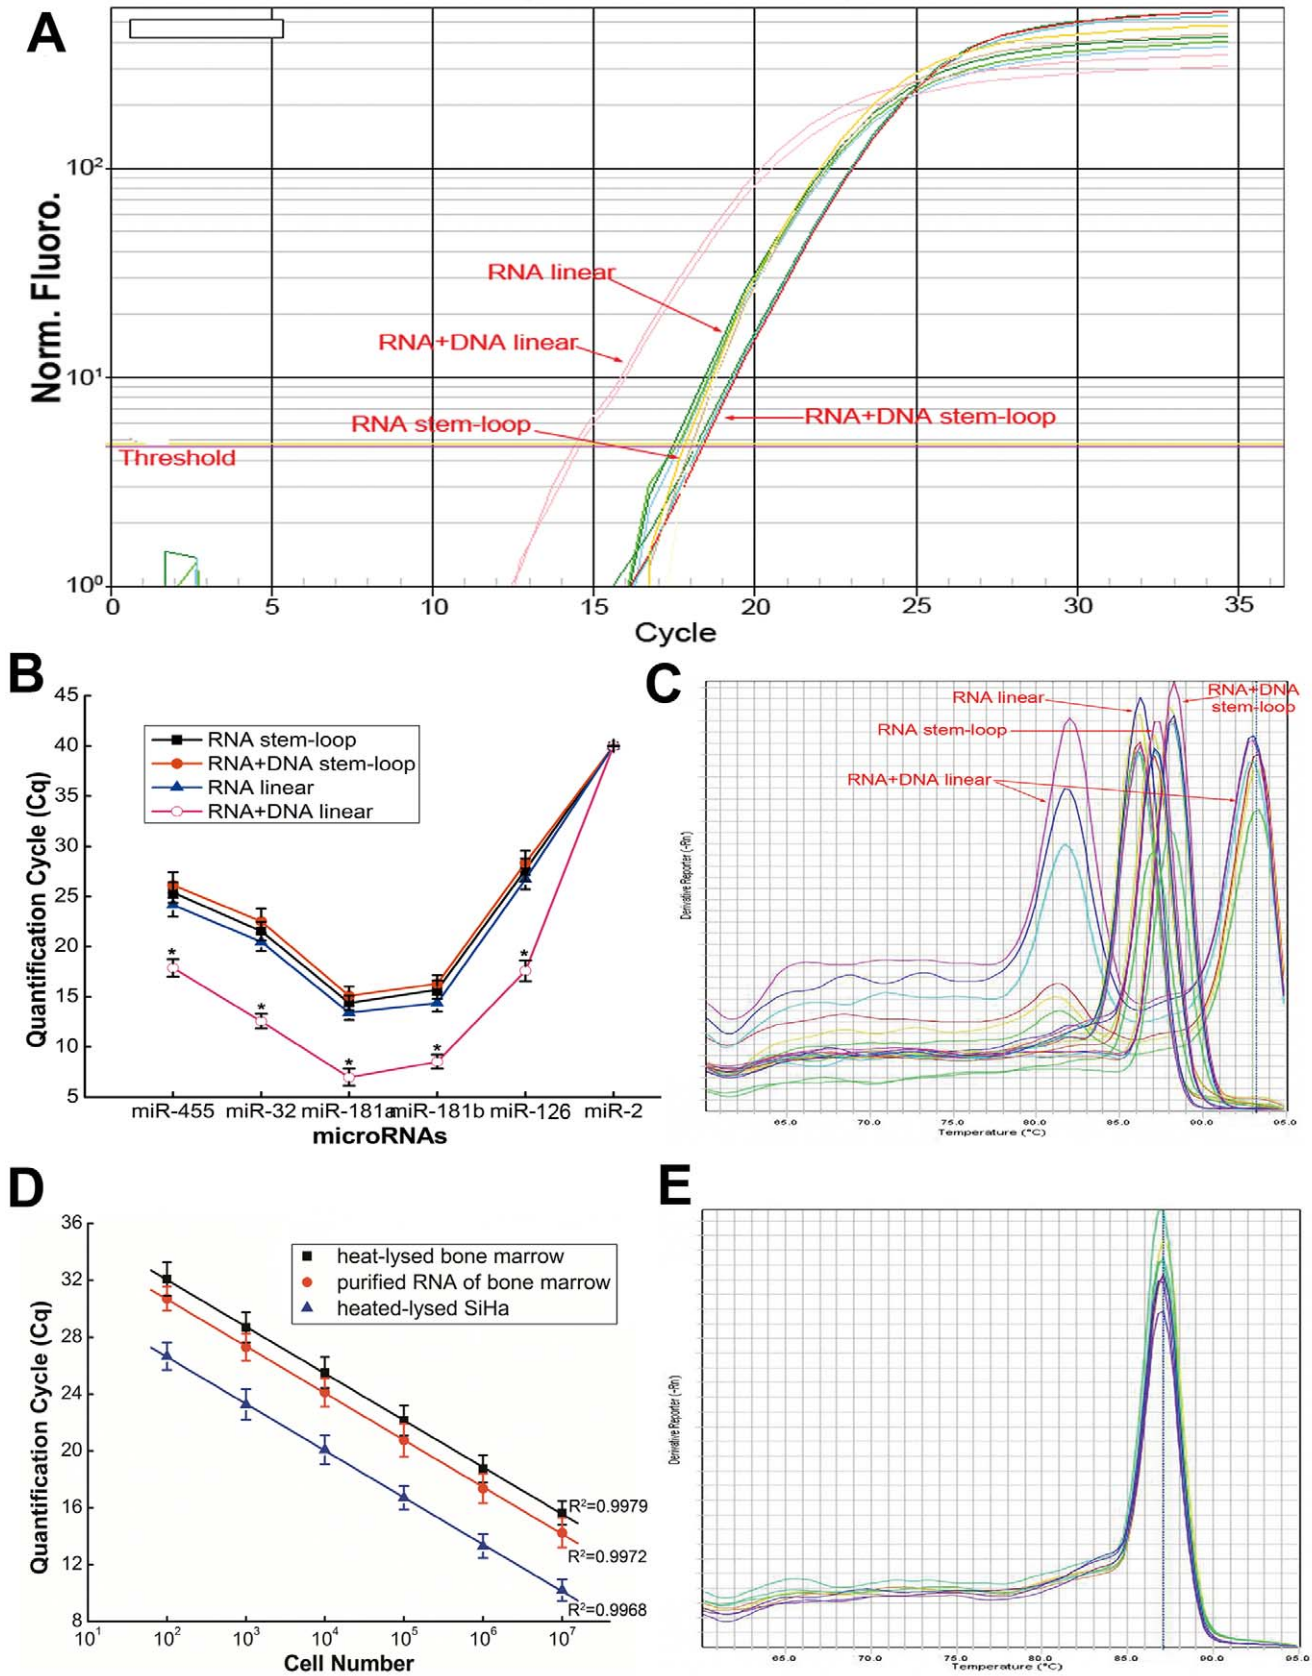 A
Norm. Fluoro.
10²
10¹
10⁰
RNA linear
RNA+DNA linear
RNA stem-loop
RNA+DNA stem-loop
Threshold
0 5 10 15 20 25 30 35
Cycle
B
Quantification Cycle (Cq)
45
40
35
30
25
20
15
10
5
RNA stem-loop
RNA+DNA stem-loop
RNA linear
RNA+DNA linear
*
*
*
*
*
miR-455 miR-32 miR-181a miR-181b miR-126 miR-2
microRNAs
C
Derivative Reporter (-Rn)
RNA linear
RNA stem-loop
RNA+DNA linear
RNA+DNA
stem-loop
65.0 70.0 75.0 80.0 85.0 90.0 95.0
Temperature (°C)
D
Quantification Cycle (Cq)
36
32
28
24
20
16
12
8
heat-lysed bone marrow
purified RNA of bone marrow
heated-lysed SiHa
R²=0.9979
R²=0.9972
R²=0.9968
10¹ 10² 10³ 10⁴ 10⁵ 10⁶ 10⁷
Cell Number
E
Derivative Reporter (-Rn)
65.0 70.0 75.0 80.0 85.0 90.0 95.0
Temperature (°C)